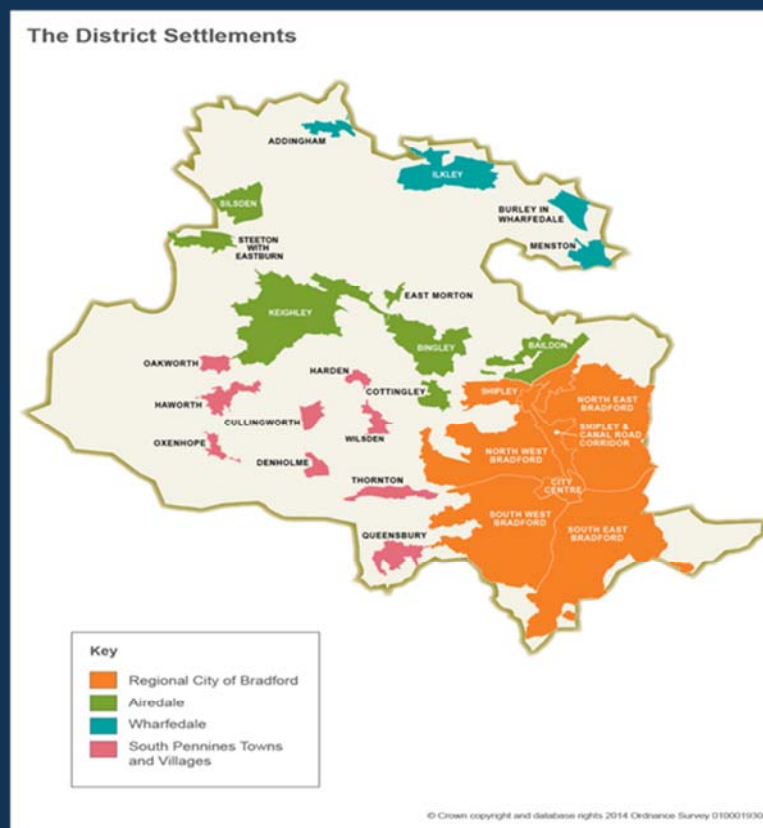 The District Settlements
ADDINGHAM
ILKLEY
SILSDEN
BURLEY IN
WHARFEDALE
STEETON
WITH
EASTBURN
MENSTON
EAST MORTON
KEIGHLEY
BINGLEY
BAILDON
OAKWORTH
HARDEN
COTTINGLEY
SHIPLEY
NORTH EAST
BRADFORD
HAWORTH
CULLINGWORTH
WILSDEN
SHIPLEY &
CANAL ROAD
CORRIDOR
OXENHOPE
DENHOLME
NORTH WEST
BRADFORD
THORNTON
CITY
CENTRE
SOUTH WEST
BRADFORD
SOUTH EAST
BRADFORD
QUEENSBURY
Key
Regional City of Bradford
Airedale
Wharfedale
South Pennines Towns
and Villages
© Crown copyright and database rights 2014 Ordnance Survey 010001930